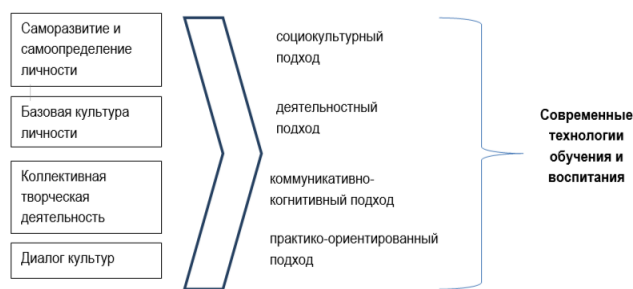 Саморазвитие и
самоопределение
личности
Базовая культура
личности
Коллективная
творческая
деятельность
Диалог культур
социокультурный
подход
деятельностный
подход
коммуникативно-
когнитивный подход
практико-ориентированный
подход
Современные
технологии
обучения и
воспитания